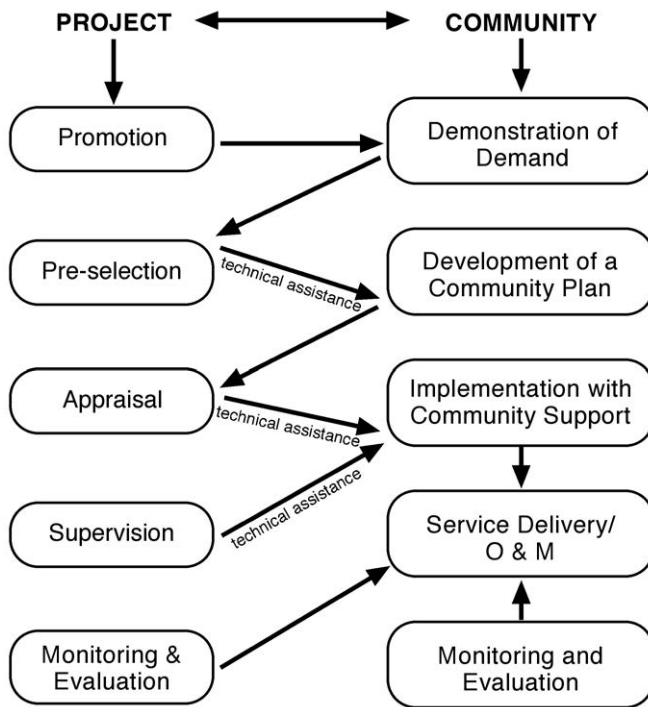 PROJECT
COMMUNITY
Promotion
Demonstration of
Demand
Pre-selection
technical assistance
Development of a
Community Plan
Appraisal
technical assistance
Implementation with
Community Support
Supervision
technical assistance
Service Delivery/
O & M
Monitoring &
Evaluation
Monitoring and
Evaluation